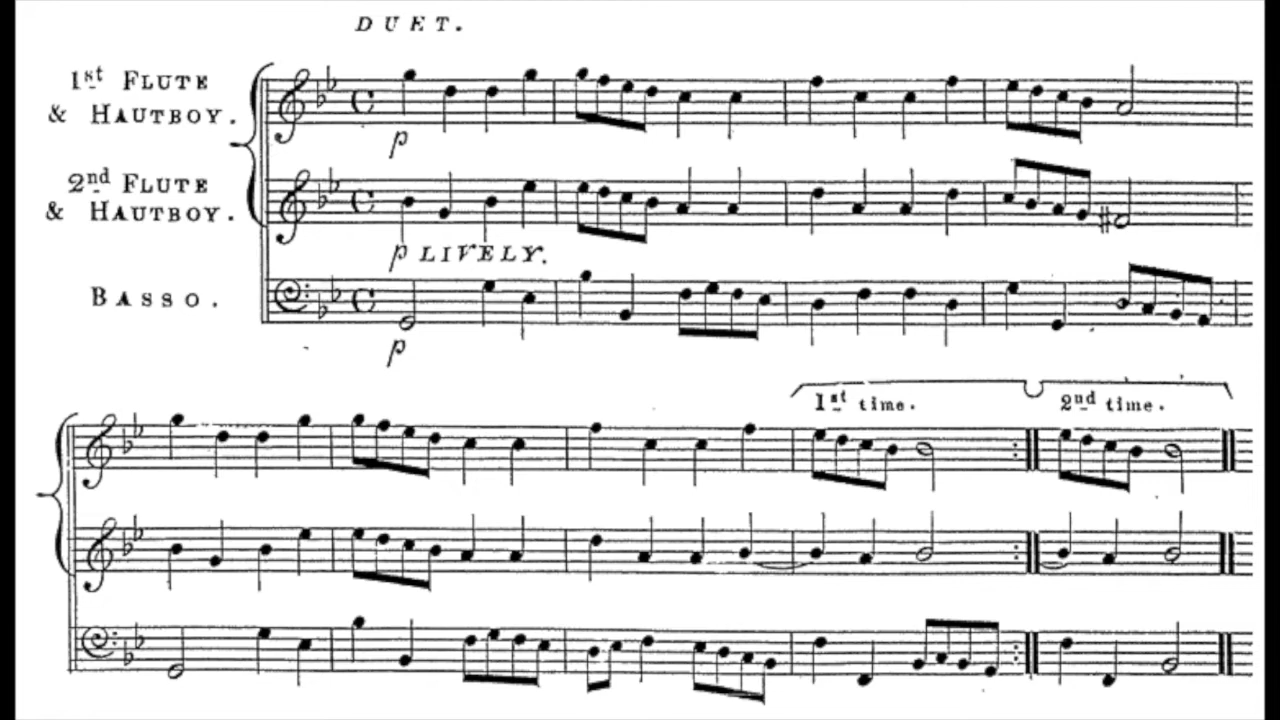 DUET.
1st FLUTE
& HAUTBOY.
p
2nd FLUTE
& HAUTBOY.
p LIVELY.
BASSO.
p
1st time. 2nd time.